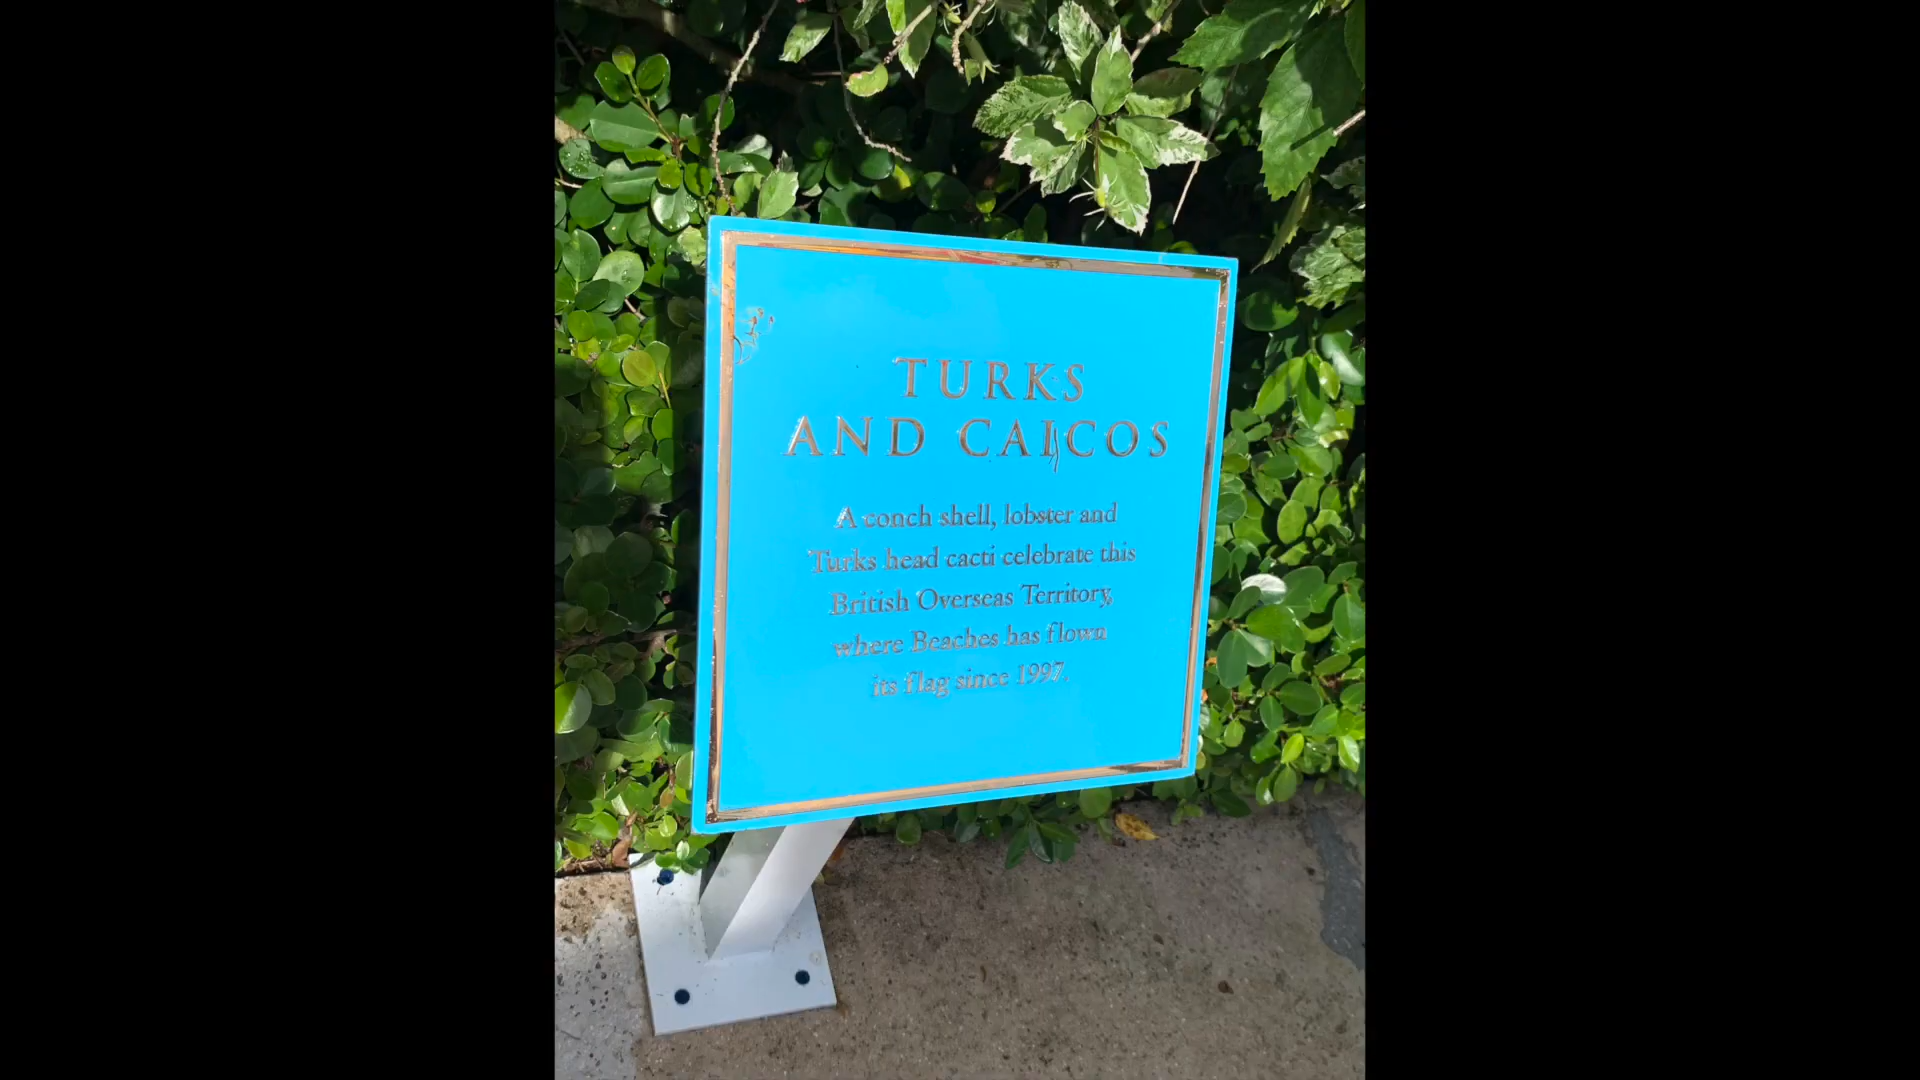 TURKS
AND CAICOS
A conch shell, lobster and
Turks head cacti celebrate this
British Overseas Territory,
where Beaches has flown
its flag since 1997.